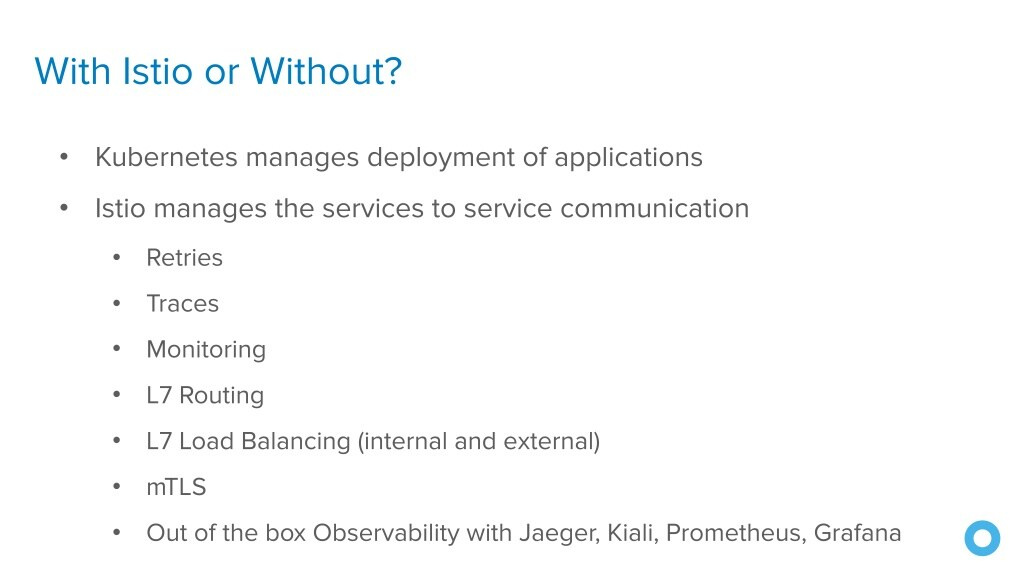 With Istio or Without?
• Kubernetes manages deployment of applications
• Istio manages the services to service communication
• Retries
• Traces
• Monitoring
• L7 Routing
• L7 Load Balancing (internal and external)
• mTLS
• Out of the box Observability with Jaeger, Kiali, Prometheus, Grafana